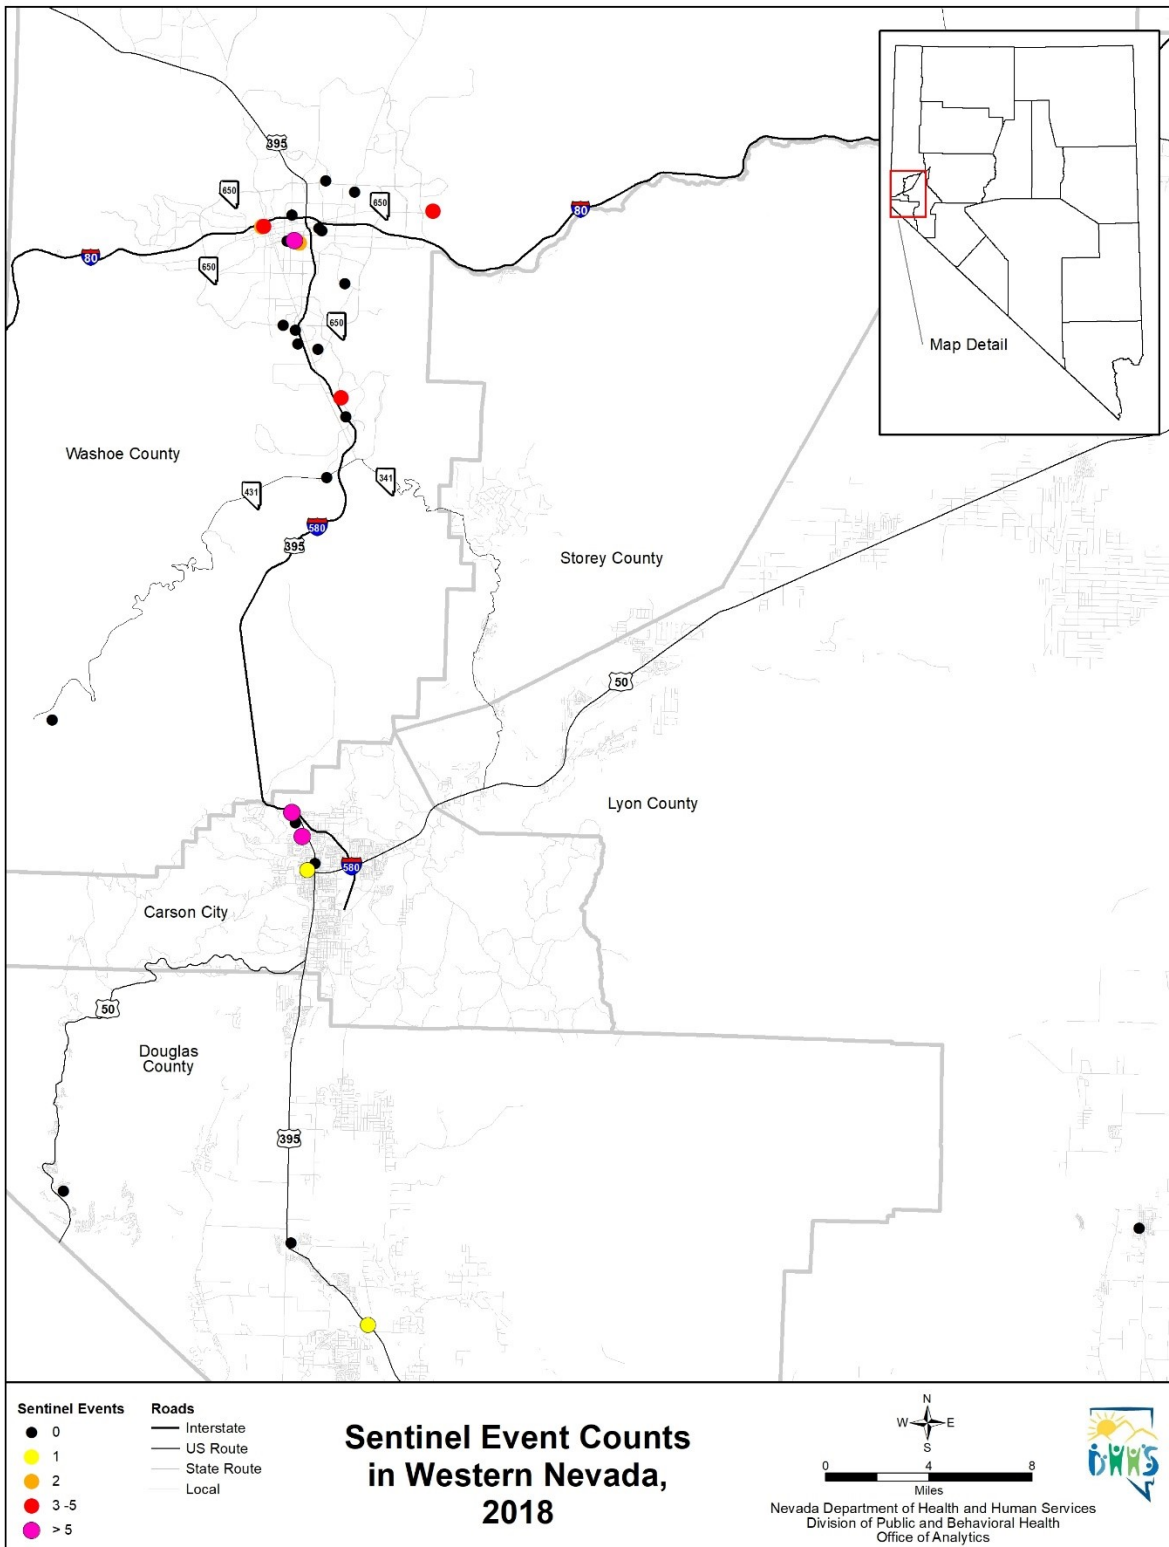 395
650
650
80
80
650
650
Map Detail
Washoe County
431
341
580
395
Storey County
50
Lyon County
580
Carson City
50
Douglas
County
395
Sentinel Events
0
1
2
3 -5
> 5
Roads
Interstate
US Route
State Route
Local
Sentinel Event Counts
in Western Nevada,
2018
N
W E
S
0 4 8
Miles
Nevada Department of Health and Human Services
Division of Public and Behavioral Health
Office of Analytics
DHHS